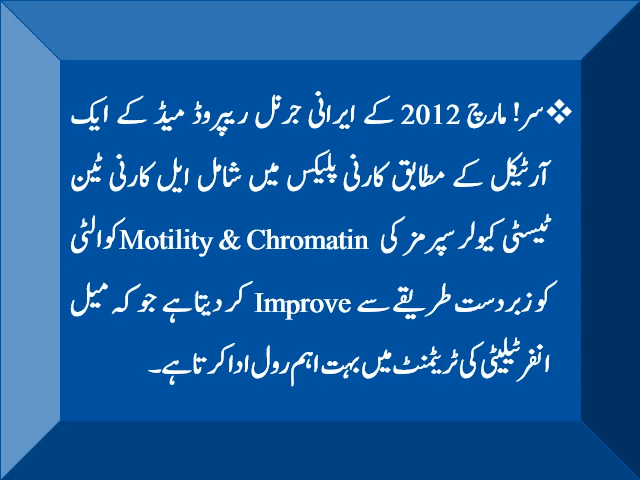 ❖سر! مارچ 2012 کے ایرانی جرنل ریپروڈ میڈ کے ایک
آرٹیکل کے مطابق کارنی پلیکس میں شامل ایل کارنی ٹین
ٹیسٹی کیولر سپرمز کی Motility & Chromatin کوالٹی
کو زبردست طریقے سے Improve کر دیتا ہے جو کہ میل
انفرٹیلیٹی کی ٹریٹمنٹ میں بہت اہم رول ادا کرتا ہے۔